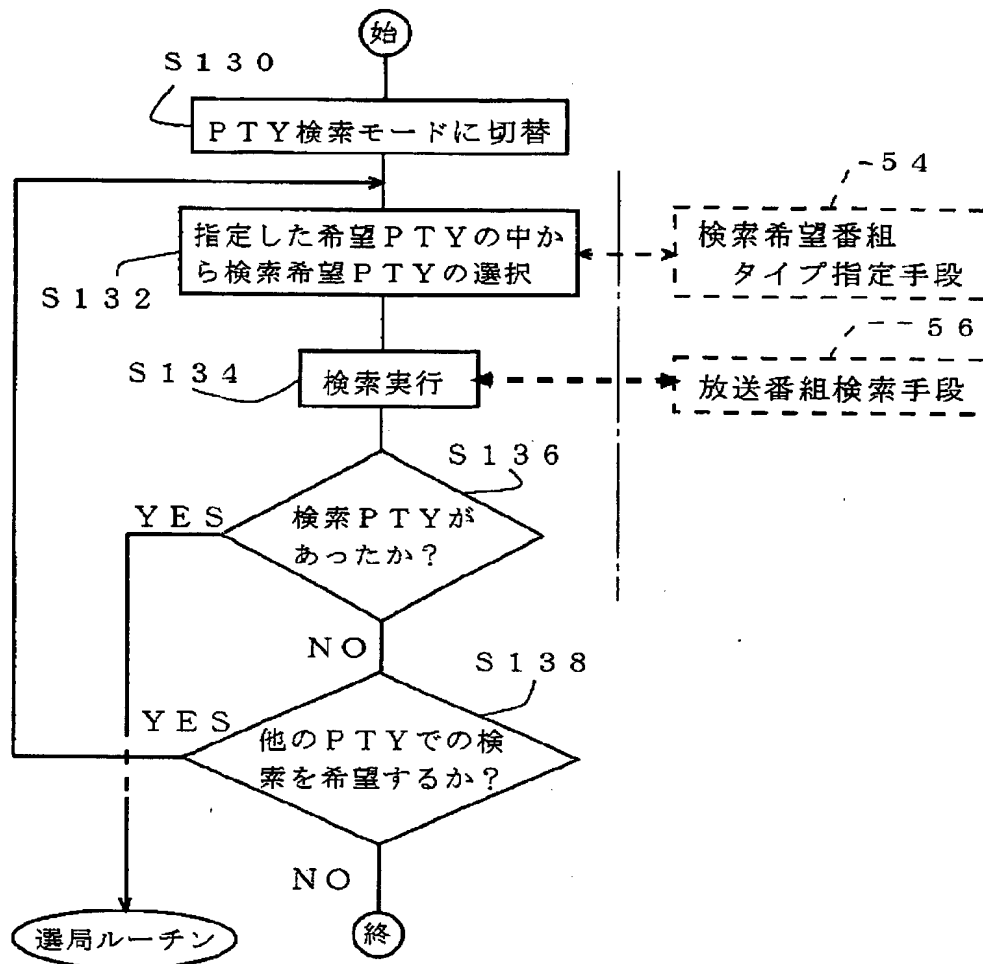 始
S130
PTY検索モードに切替
54
指定した希望PTYの中か
ら検索希望PTYの選択
検索希望番組
タイプ指定手段
S132
56
S134
検索実行
放送番組検索手段
S136
YES
検索PTYが
あったか?
NO
S138
YES
他のPTYでの検
索を希望するか?
NO
選局ルーチン
終